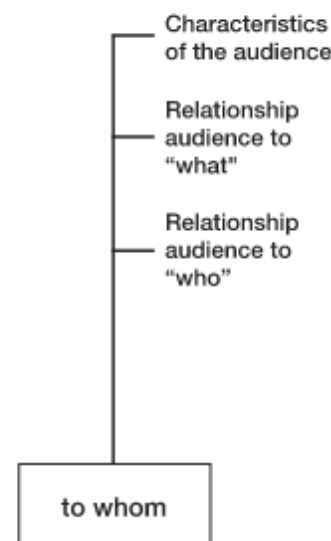 Characteristics
of the audience
Relationship
audience to
“what"
Relationship
audience to
“who”
to whom